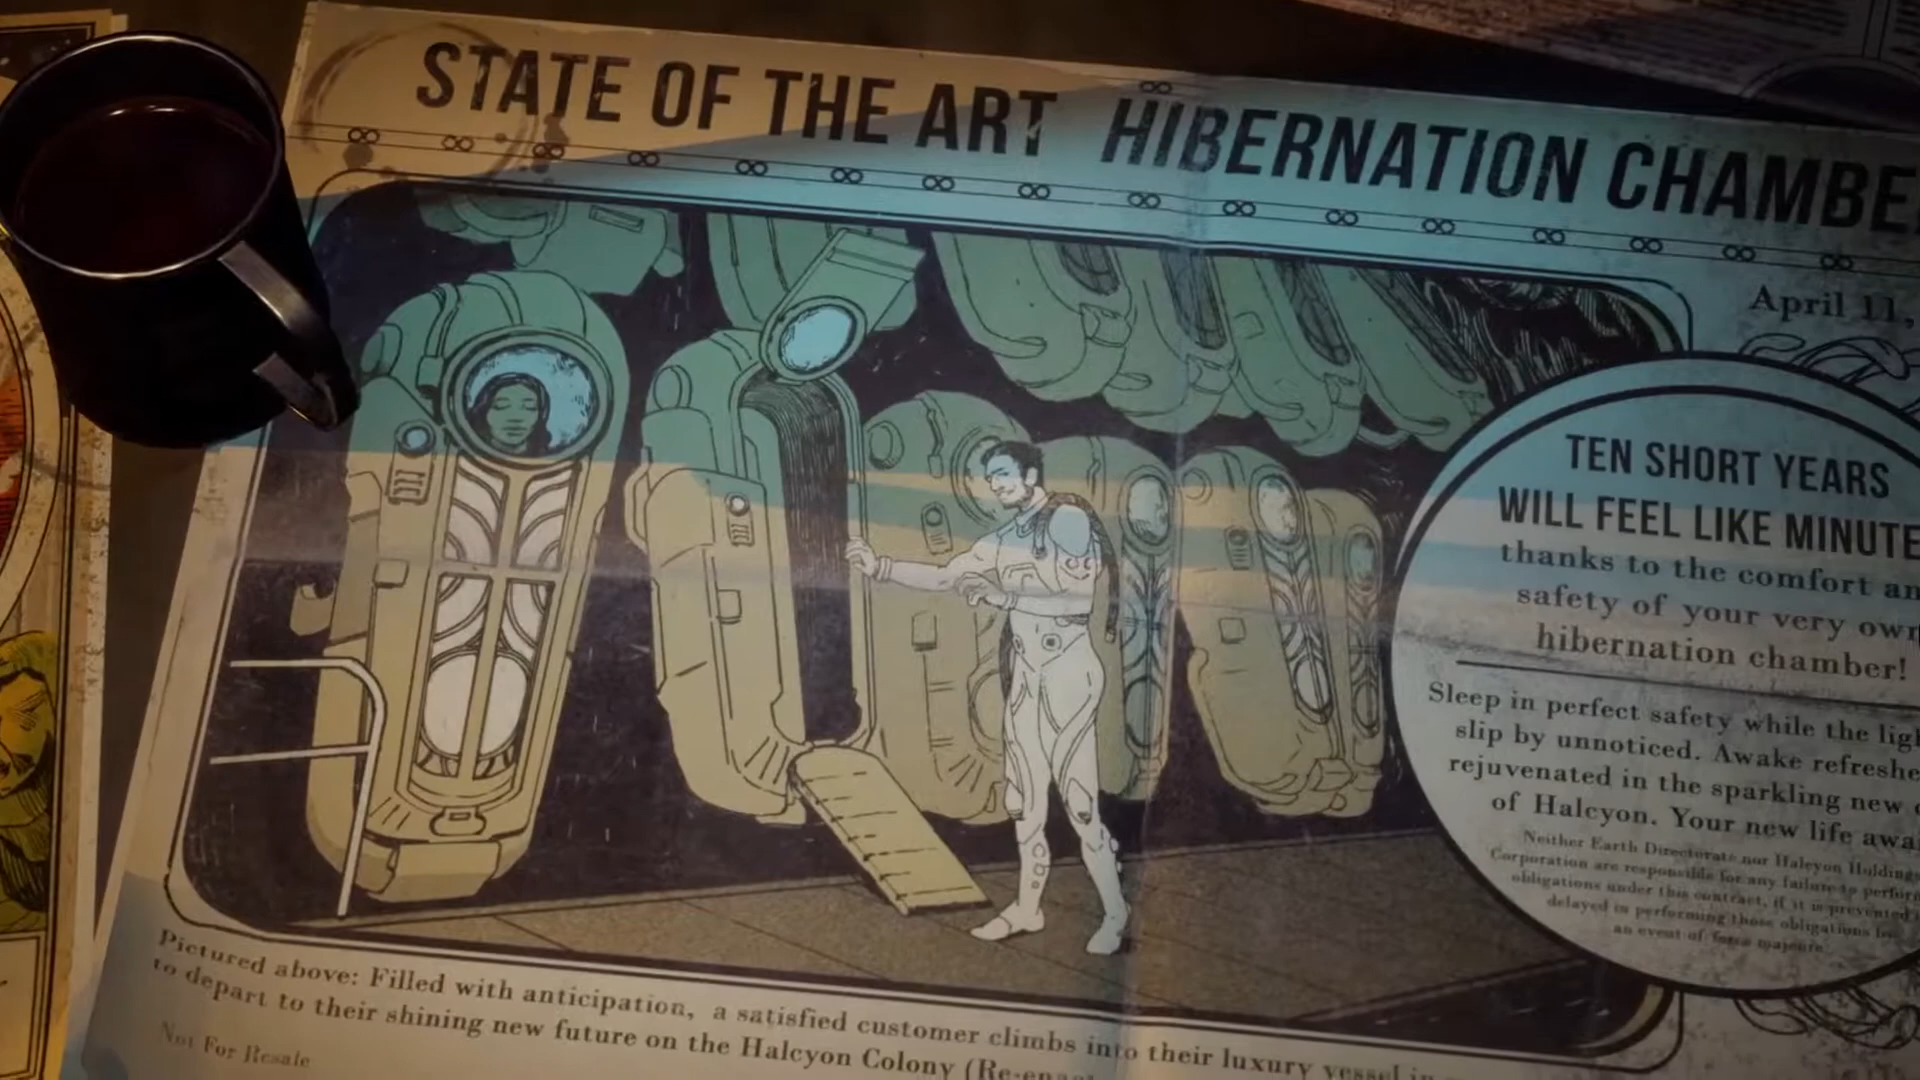 STATE OF THE ART HIBERNATION CHAMBE
April 11,
TEN SHORT YEARS
WILL FEEL LIKE MINUTE
thanks to the comfort an
safety of your very own
hibernation chamber!
Sleep in perfect safety while the lig
slip by unnoticed. Awake refreshe
rejuvenated in the sparkling new c
of Halcyon. Your new life awa
Neither Earth Directorate nor Halcyon Holdings
Corporation are responsible for any failure to perform
obligations under this contract, if it is prevented
delayed in performing those obligations by
an event of force majeure.
Pictured above: Filled with anticipation, a satisfied customer climbs into their luxury vessel in
to depart to their shining new future on the Halcyon Colony (Re-enact
Not For Resale